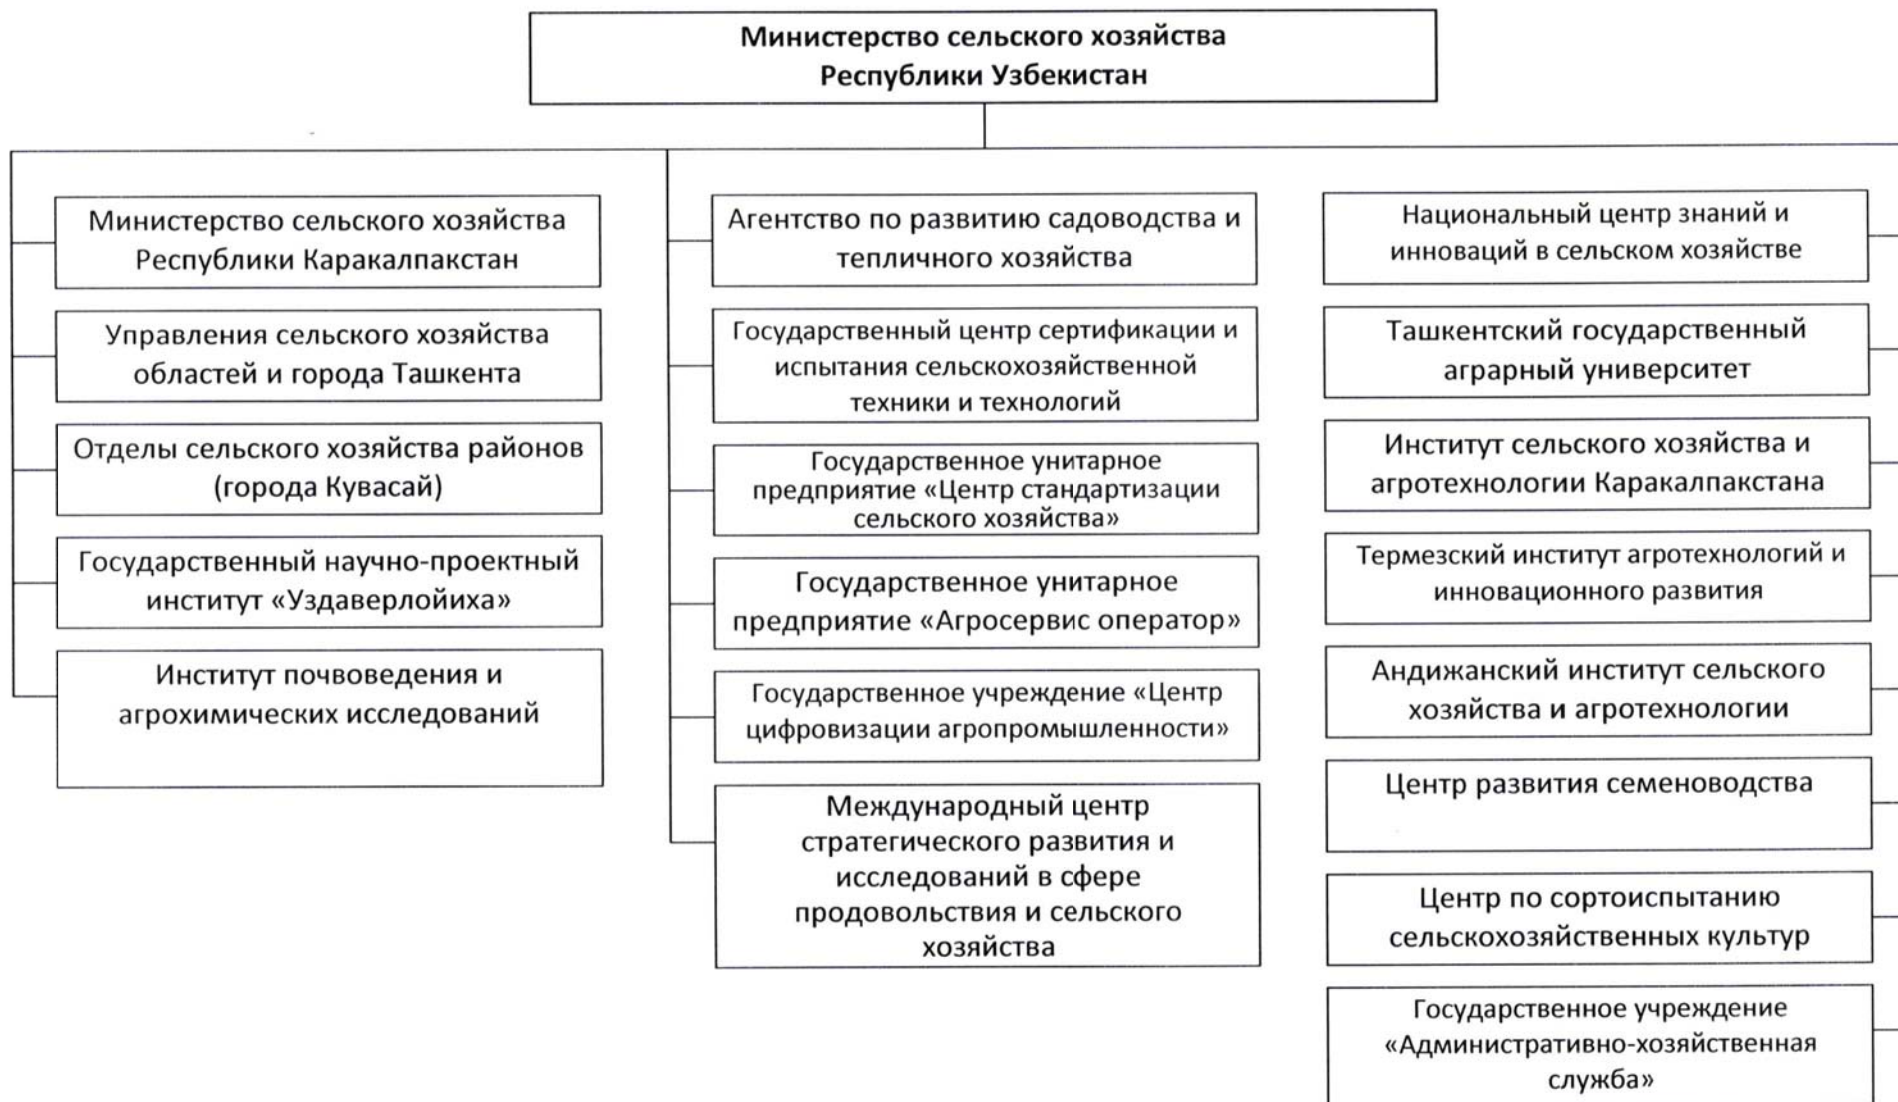 Министерство сельского хозяйства
Республики Узбекистан
Министерство сельского хозяйства
Республики Каракалпакстан
Управления сельского хозяйства
областей и города Ташкента
Отделы сельского хозяйства районов
(города Кувасай)
Государственный научно-проектный
институт «Уздаверлойиха»
Институт почвоведения и
агрохимических исследований
Агентство по развитию садоводства и
тепличного хозяйства
Государственный центр сертификации и
испытания сельскохозяйственной
техники и технологий
Государственное унитарное
предприятие «Центр стандартизации
сельского хозяйства»
Государственное унитарное
предприятие «Агросервис оператор»
Государственное учреждение «Центр
цифровизации агропромышленности»
Международный центр
стратегического развития и
исследований в сфере
продовольствия и сельского
хозяйства
Национальный центр знаний и
инноваций в сельском хозяйстве
Ташкентский государственный
аграрный университет
Институт сельского хозяйства и
агротехнологии Каракалпакстана
Термезский институт агротехнологий и
инновационного развития
Андижанский институт сельского
хозяйства и агротехнологии
Центр развития семеноводства
Центр по сортоиспытанию
сельскохозяйственных культур
Государственное учреждение
«Административно-хозяйственная
служба»